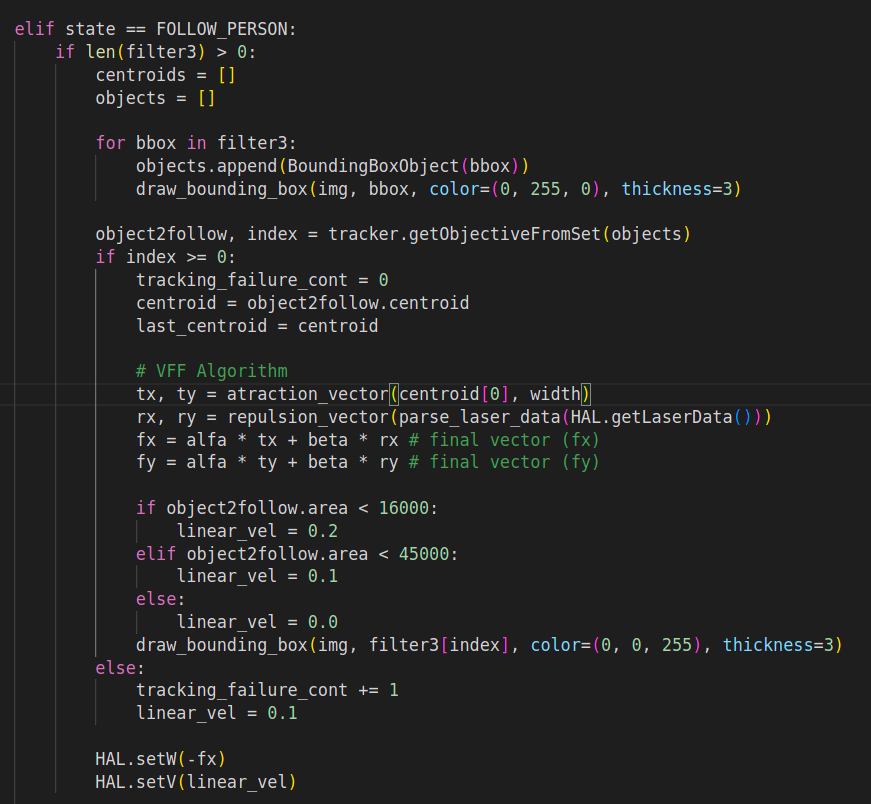 elif state == FOLLOW_PERSON:
    if len(filter3) > 0:
        centroids = []
        objects = []

        for bbox in filter3:
            objects.append(BoundingBoxObject(bbox))
            draw_bounding_box(img, bbox, color=(0, 255, 0), thickness=3)

        object2follow, index = tracker.getObjectiveFromSet(objects)
        if index >= 0:
            tracking_failure_cont = 0
            centroid = object2follow.centroid
            last_centroid = centroid

            # VFF Algorithm
            tx, ty = atraction_vector(centroid[0], width)
            rx, ry = repulsion_vector(parse_laser_data(HAL.getLaserData()))
            fx = alfa * tx + beta * rx # final vector (fx)
            fy = alfa * ty + beta * ry # final vector (fy)

            if object2follow.area < 16000:
                linear_vel = 0.2
            elif object2follow.area < 45000:
                linear_vel = 0.1
            else:
                linear_vel = 0.0
            draw_bounding_box(img, filter3[index], color=(0, 0, 255), thickness=3)
        else:
            tracking_failure_cont += 1
            linear_vel = 0.1

        HAL.setW(-fx)
        HAL.setV(linear_vel)